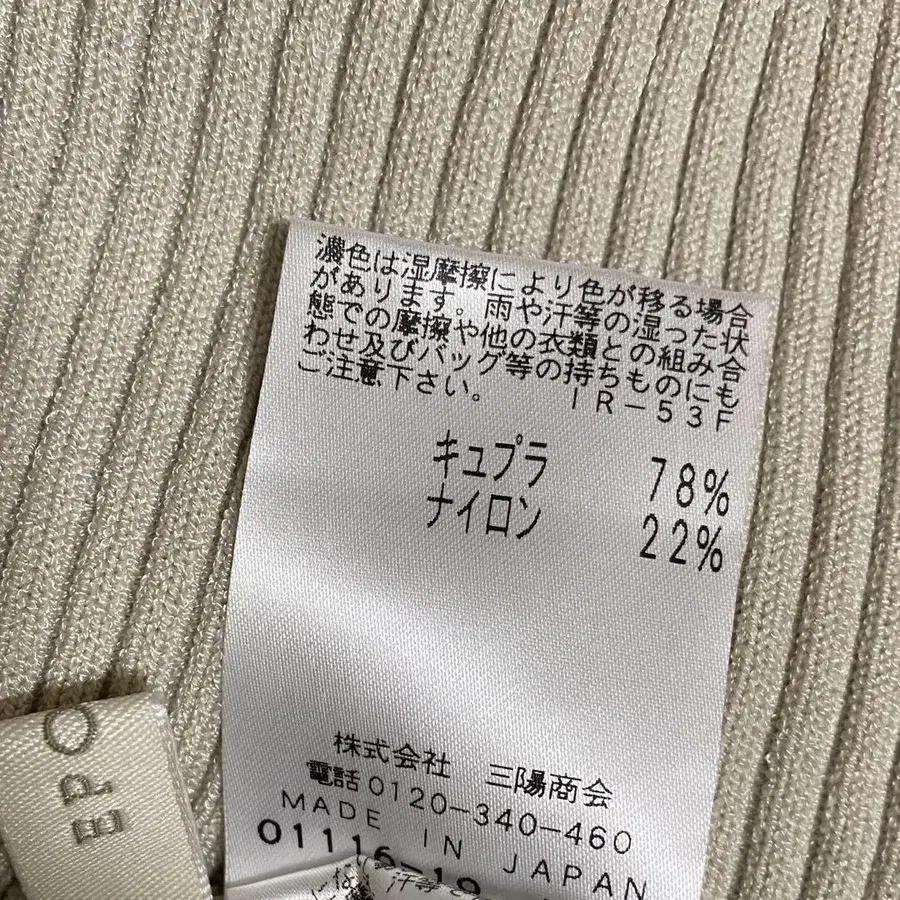 濃色は湿摩擦により色が移る場合
があります。雨や汗等の湿った状
態での摩擦や他の衣類との組み合
わせ及びバッグ等の持ちものにも
ご注意下さい。 IR-53F
キュプラ 78%
ナイロン 22%
株式会社 三陽商会
電話0120-340-460
MADE IN JAPAN
01116-19
汗等
EPO